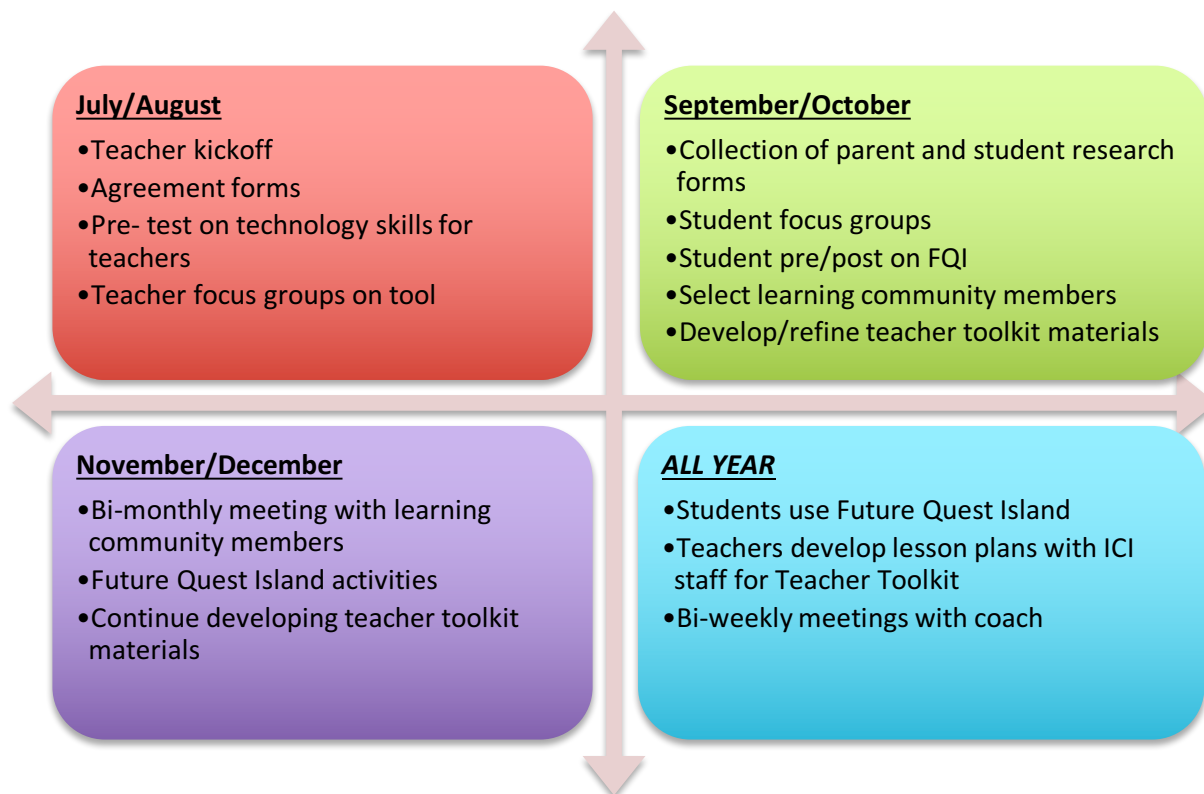 July/August
•Teacher kickoff
•Agreement forms
•Pre- test on technology skills for
teachers
•Teacher focus groups on tool
September/October
•Collection of parent and student research
forms
•Student focus groups
•Student pre/post on FQI
•Select learning community members
•Develop/refine teacher toolkit materials
November/December
•Bi-monthly meeting with learning
community members
•Future Quest Island activities
•Continue developing teacher toolkit
materials
ALL YEAR
•Students use Future Quest Island
•Teachers develop lesson plans with ICI
staff for Teacher Toolkit
•Bi-weekly meetings with coach